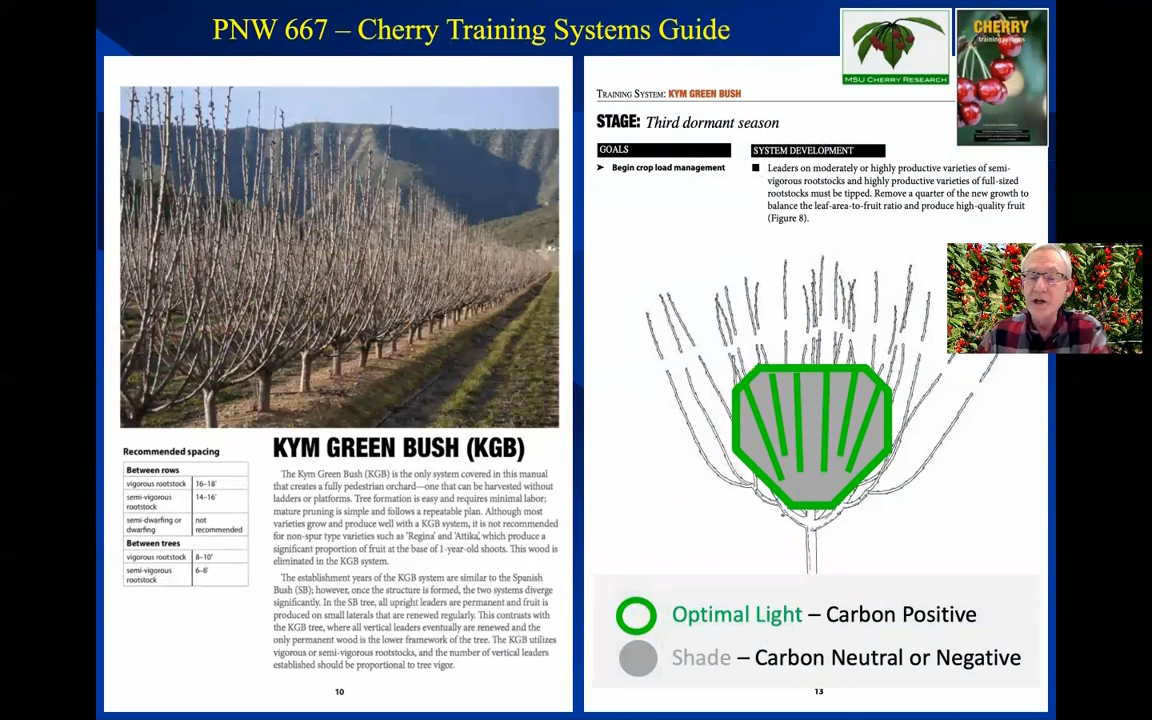 PNW 667 – Cherry Training Systems Guide
MSU CHERRY RESEARCH
CHERRY
training systems
TRAINING SYSTEM: KYM GREEN BUSH
STAGE: Third dormant season
GOALS
➤ Begin crop load management
SYSTEM DEVELOPMENT
■ Leaders on moderately or highly productive varieties of semi-
vigorous rootstocks and highly productive varieties of full-sized
rootstocks must be tipped. Remove a quarter of the new growth to
balance the leaf-area-to-fruit ratio and produce high-quality fruit
(Figure 8).
Recommended spacing
Between rows
vigorous rootstock 16–18'
semi-vigorous 14–16'
rootstock
semi-dwarfing or not
dwarfing recommended
Between trees
vigorous rootstock 8–10'
semi-vigorous 6–8'
rootstock
KYM GREEN BUSH (KGB)
The Kym Green Bush (KGB) is the only system covered in this manual
that creates a fully pedestrian orchard—one that can be harvested without
ladders or platforms. Tree formation is easy and requires minimal labor;
mature pruning is simple and follows a repeatable plan. Although most
varieties grow and produce well with a KGB system, it is not recommended
for non-spur type varieties such as 'Regina' and 'Attika', which produce a
significant proportion of fruit at the base of 1-year-old shoots. This wood is
eliminated in the KGB system.
The establishment years of the KGB system are similar to the Spanish
Bush (SB); however, once the structure is formed, the two systems diverge
significantly. In the SB tree, all upright leaders are permanent and fruit is
produced on small laterals that are renewed regularly. This contrasts with
the KGB tree, where all vertical leaders eventually are renewed and the
only permanent wood is the lower framework of the tree. The KGB utilizes
vigorous or semi-vigorous rootstocks, and the number of vertical leaders
established should be proportional to tree vigor.
10
Optimal Light – Carbon Positive
Shade – Carbon Neutral or Negative
13